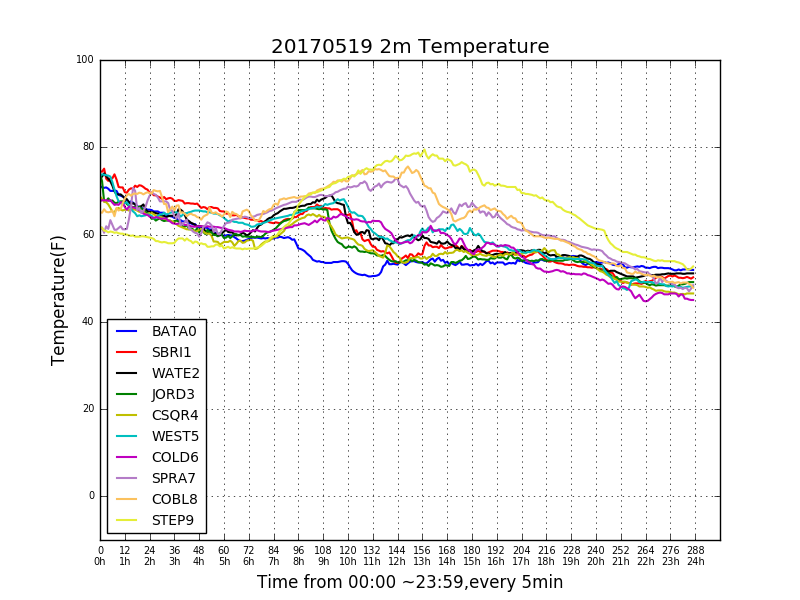 20170519 2m Temperature
100
80
60
40
20
0
Temperature(F)
BATA0
SBRI1
WATE2
JORD3
CSQR4
WEST5
COLD6
SPRA7
COBL8
STEP9
0 12 24 36 48 60 72 84 96 108 120 132 144 156 168 180 192 204 216 228 240 252 264 276 288
0h 1h 2h 3h 4h 5h 6h 7h 8h 9h 10h 11h 12h 13h 14h 15h 16h 17h 18h 19h 20h 21h 22h 23h 24h
Time from 00:00 ~23:59,every 5min